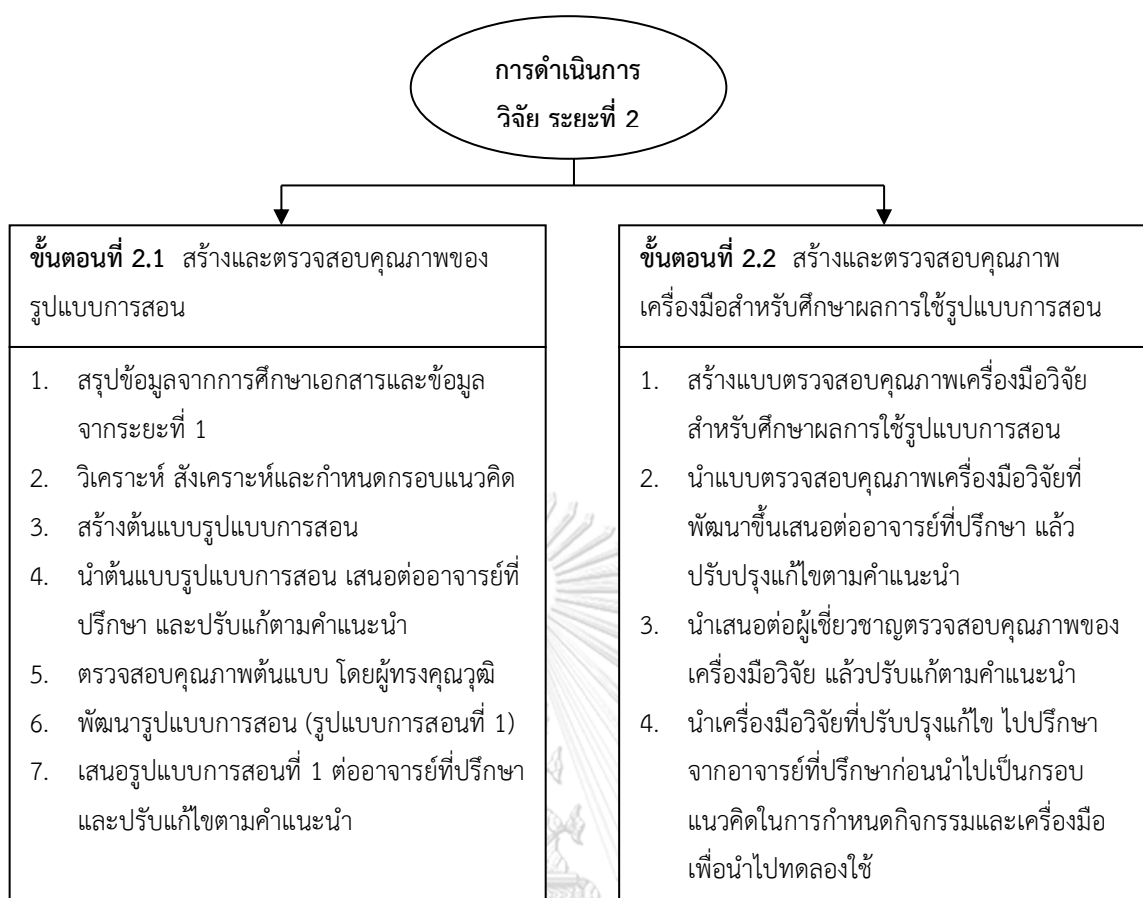 การดำเนินการ
วิจัย ระยะที่ 2
ขั้นตอนที่ 2.1 สร้างและตรวจสอบคุณภาพของ
รูปแบบการสอน
1. สรุปข้อมูลจากการศึกษาเอกสารและข้อมูล
จากระยะที่ 1
2. วิเคราะห์ สังเคราะห์และกำหนดกรอบแนวคิด
3. สร้างต้นแบบรูปแบบการสอน
4. นำต้นแบบรูปแบบการสอน เสนอต่ออาจารย์ที่
ปรึกษา และปรับแก้ตามคำแนะนำ
5. ตรวจสอบคุณภาพต้นแบบ โดยผู้ทรงคุณวุฒิ
6. พัฒนารูปแบบการสอน (รูปแบบการสอนที่ 1)
7. เสนอรูปแบบการสอนที่ 1 ต่ออาจารย์ที่ปรึกษา
และปรับแก้ไขตามคำแนะนำ
ขั้นตอนที่ 2.2 สร้างและตรวจสอบคุณภาพ
เครื่องมือสำหรับศึกษาผลการใช้รูปแบบการสอน
1. สร้างแบบตรวจสอบคุณภาพเครื่องมือวิจัย
สำหรับศึกษาผลการใช้รูปแบบการสอน
2. นำแบบตรวจสอบคุณภาพเครื่องมือวิจัยที่
พัฒนาขึ้นเสนอต่ออาจารย์ที่ปรึกษา แล้ว
ปรับปรุงแก้ไขตามคำแนะนำ
3. นำเสนอต่อผู้เชี่ยวชาญตรวจสอบคุณภาพของ
เครื่องมือวิจัย แล้วปรับแก้ตามคำแนะนำ
4. นำเครื่องมือวิจัยที่ปรับปรุงแก้ไข ไปปรึกษา
จากอาจารย์ที่ปรึกษาก่อนนำไปเป็นกรอบ
แนวคิดในการกำหนดกิจกรรมและเครื่องมือ
เพื่อนำไปทดลองใช้